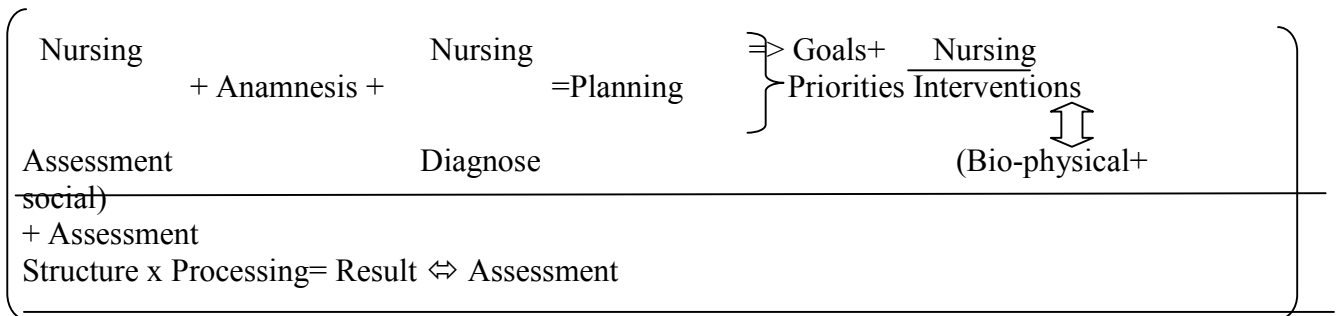 Nursing Nursing => Goals+ Nursing
+ Anamnesis + =Planning Priorities Interventions
Assessment Diagnose (Bio-physical+
social)
+ Assessment
Structure x Processing= Result ⇔ Assessment